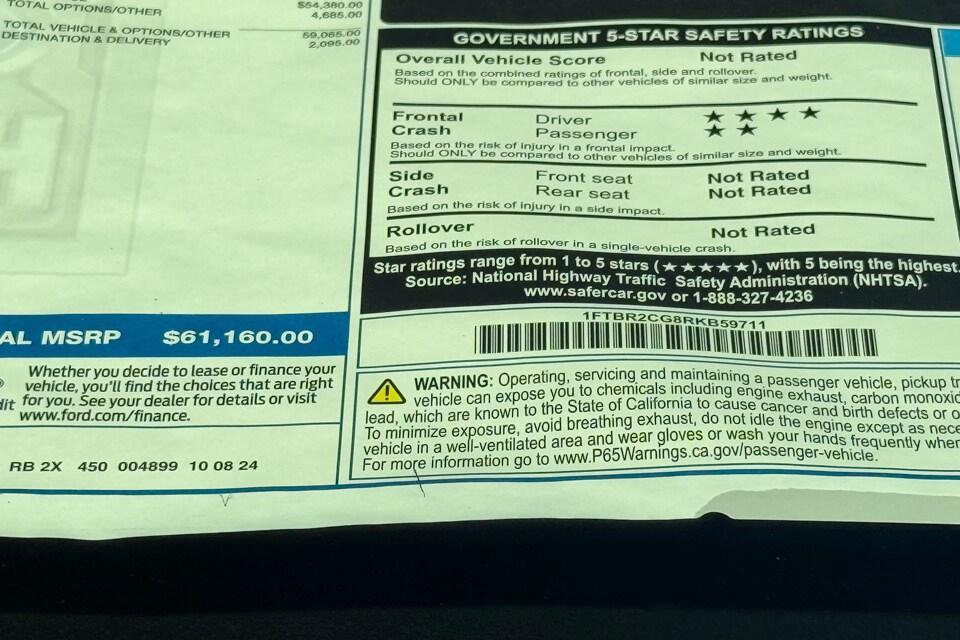 TOTAL OPTIONS/OTHER $54,380.00
4,685.00
TOTAL VEHICLE & OPTIONS/OTHER 59,065.00
DESTINATION & DELIVERY 2,095.00
AL MSRP $61,160.00
Whether you decide to lease or finance your
vehicle, you'll find the choices that are right
dit for you. See your dealer for details or visit
www.ford.com/finance.
RB 2X 450 004899 10 08 24
GOVERNMENT 5-STAR SAFETY RATINGS
Overall Vehicle Score Not Rated
Based on the combined ratings of frontal, side and rollover.
Should ONLY be compared to other vehicles of similar size and weight.
Frontal Driver ★ ★ ★ ★
Crash Passenger ★ ★
Based on the risk of injury in a frontal impact.
Should ONLY be compared to other vehicles of similar size and weight.
Side Front seat Not Rated
Crash Rear seat Not Rated
Based on the risk of injury in a side impact.
Rollover Not Rated
Based on the risk of rollover in a single-vehicle crash.
Star ratings range from 1 to 5 stars (★★★★★), with 5 being the highest.
Source: National Highway Traffic Safety Administration (NHTSA).
www.safercar.gov or 1-888-327-4236
1FTBR2CG8RKB59711
WARNING: Operating, servicing and maintaining a passenger vehicle, pickup tr
vehicle can expose you to chemicals including engine exhaust, carbon monoxid
lead, which are known to the State of California to cause cancer and birth defects or o
To minimize exposure, avoid breathing exhaust, do not idle the engine except as nece
vehicle in a well-ventilated area and wear gloves or wash your hands frequently when
For more information go to www.P65Warnings.ca.gov/passenger-vehicle.